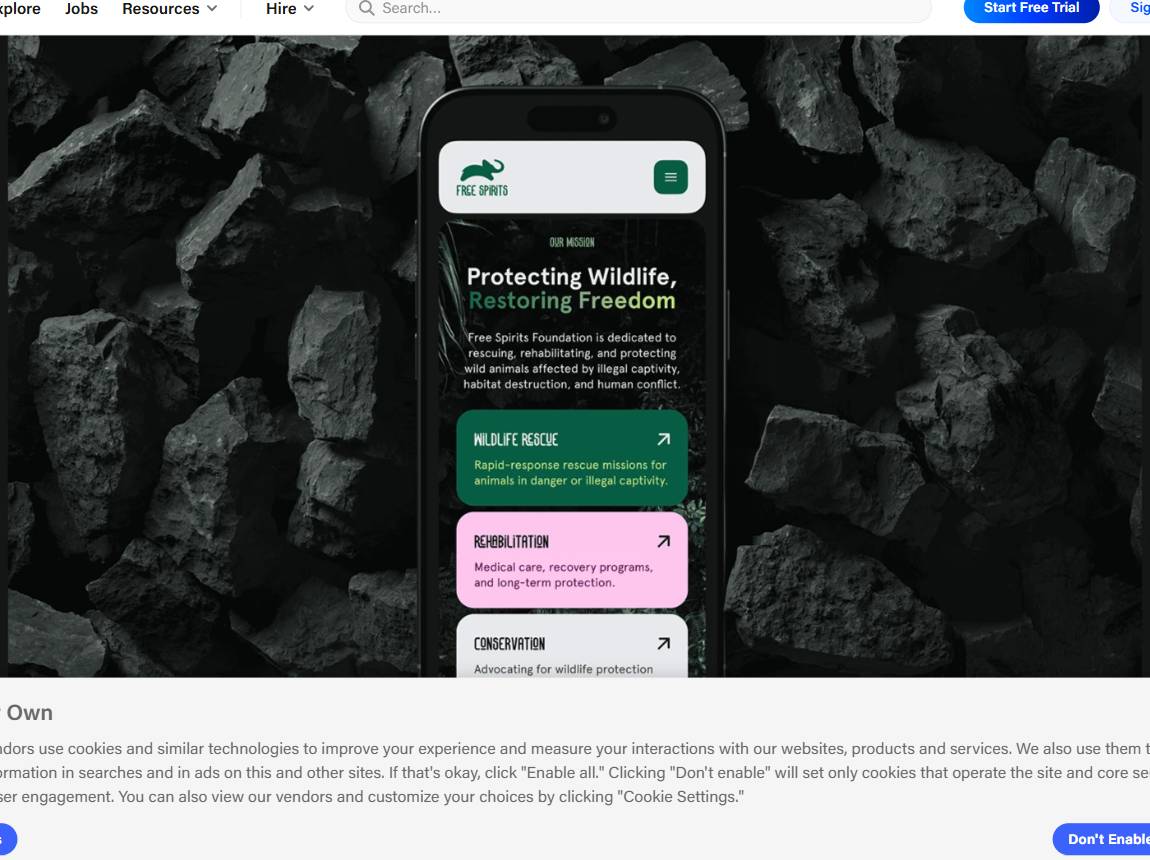 xplore
Jobs
Resources
Hire
Search...
Start Free Trial
Sig
FREE SPIRITS
OUR MISSION
Protecting Wildlife,
Restoring Freedom
Free Spirits Foundation is dedicated to
rescuing, rehabilitating, and protecting
wild animals affected by illegal captivity,
habitat destruction, and human conflict.
WILDLIFE RESCUE
Rapid-response rescue missions for
animals in danger or illegal captivity.
REHABILITATION
Medical care, recovery programs,
and long-term protection.
CONSERVATION
Advocating for wildlife protection
Own
ndors use cookies and similar technologies to improve your experience and measure your interactions with our websites, products and services. We also use them t
ormation in searches and in ads on this and other sites. If that's okay, click "Enable all." Clicking "Don't enable" will set only cookies that operate the site and core se
ser engagement. You can also view our vendors and customize your choices by clicking "Cookie Settings."
s
Don't Enable